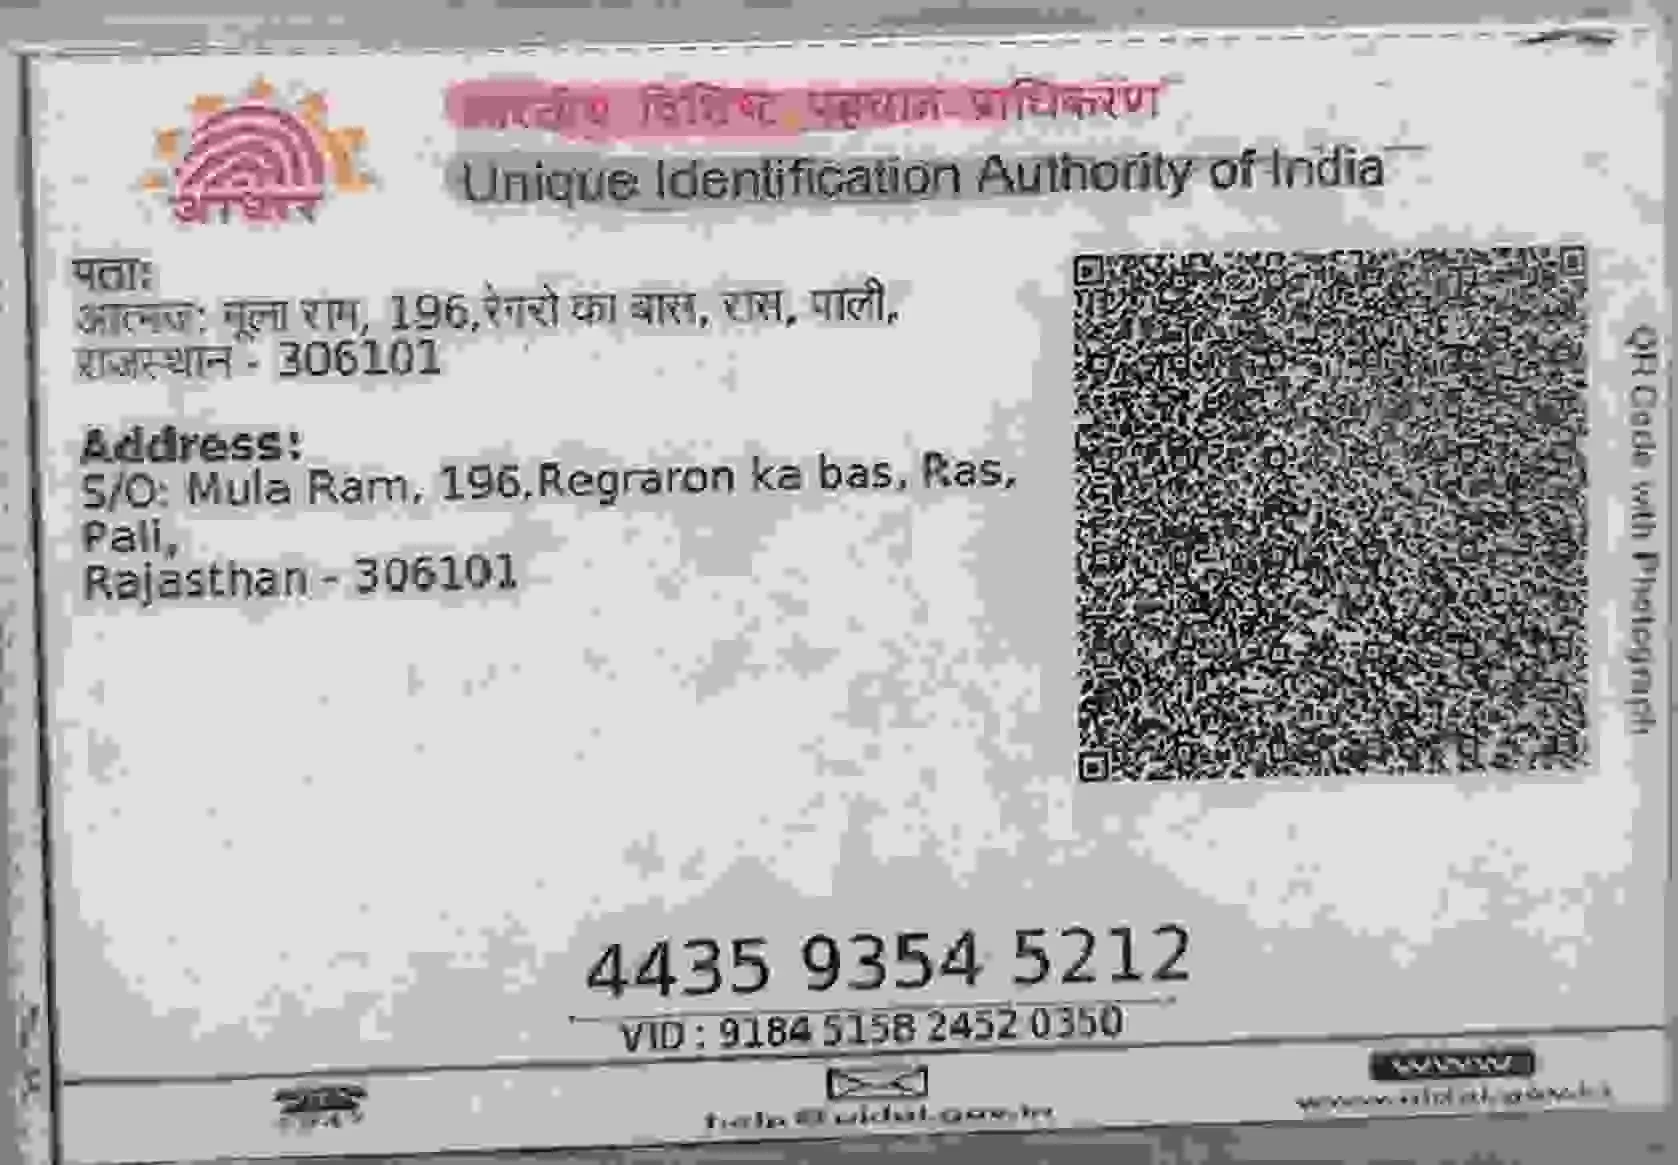 भारतीय विशिष्ट पहचान प्राधिकरण
Unique Identification Authority of India
आधार
पता:
आत्मज: मूला राम, 196,रेगरो का बास, रास, पाली,
राजस्थान - 306101
Address:
S/O: Mula Ram, 196,Regraron ka bas, Ras,
Pali,
Rajasthan - 306101
QR Code with Photograph
4435 9354 5212
VID : 9184 5158 2452 0350
1947
help@uidai.gov.in
www
www.uidai.gov.in